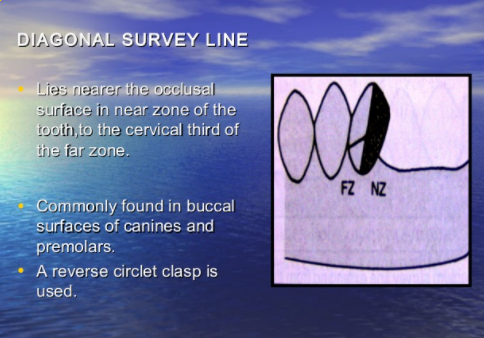 DIAGONAL SURVEY LINE
• Lies nearer the occlusal
surface in near zone of the
tooth,to the cervical third of
the far zone.
• Commonly found in buccal
surfaces of canines and
premolars.
• A reverse circlet clasp is
used.
FZ NZ